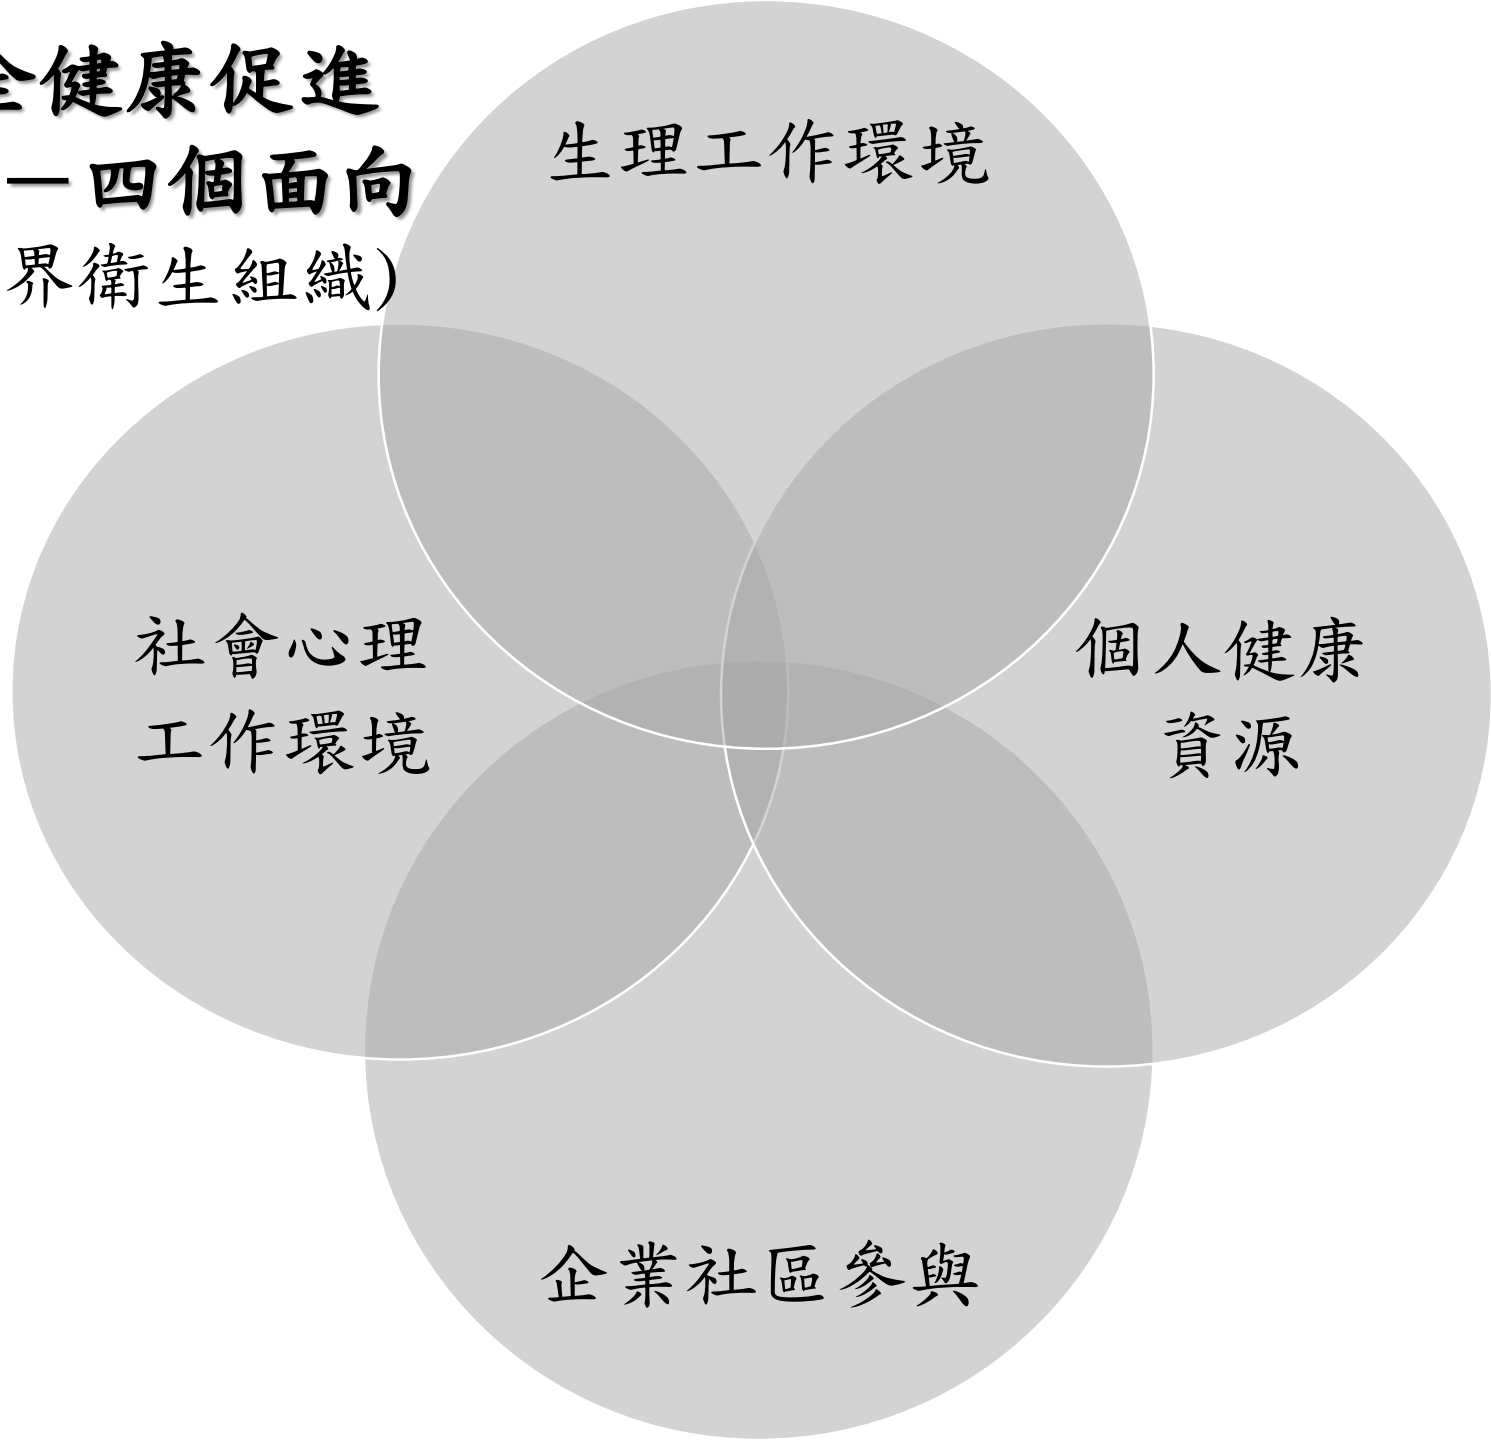 全健康促進
－四個面向
界衛生組織)
生理工作環境
社會心理
工作環境
個人健康
資源
企業社區參與